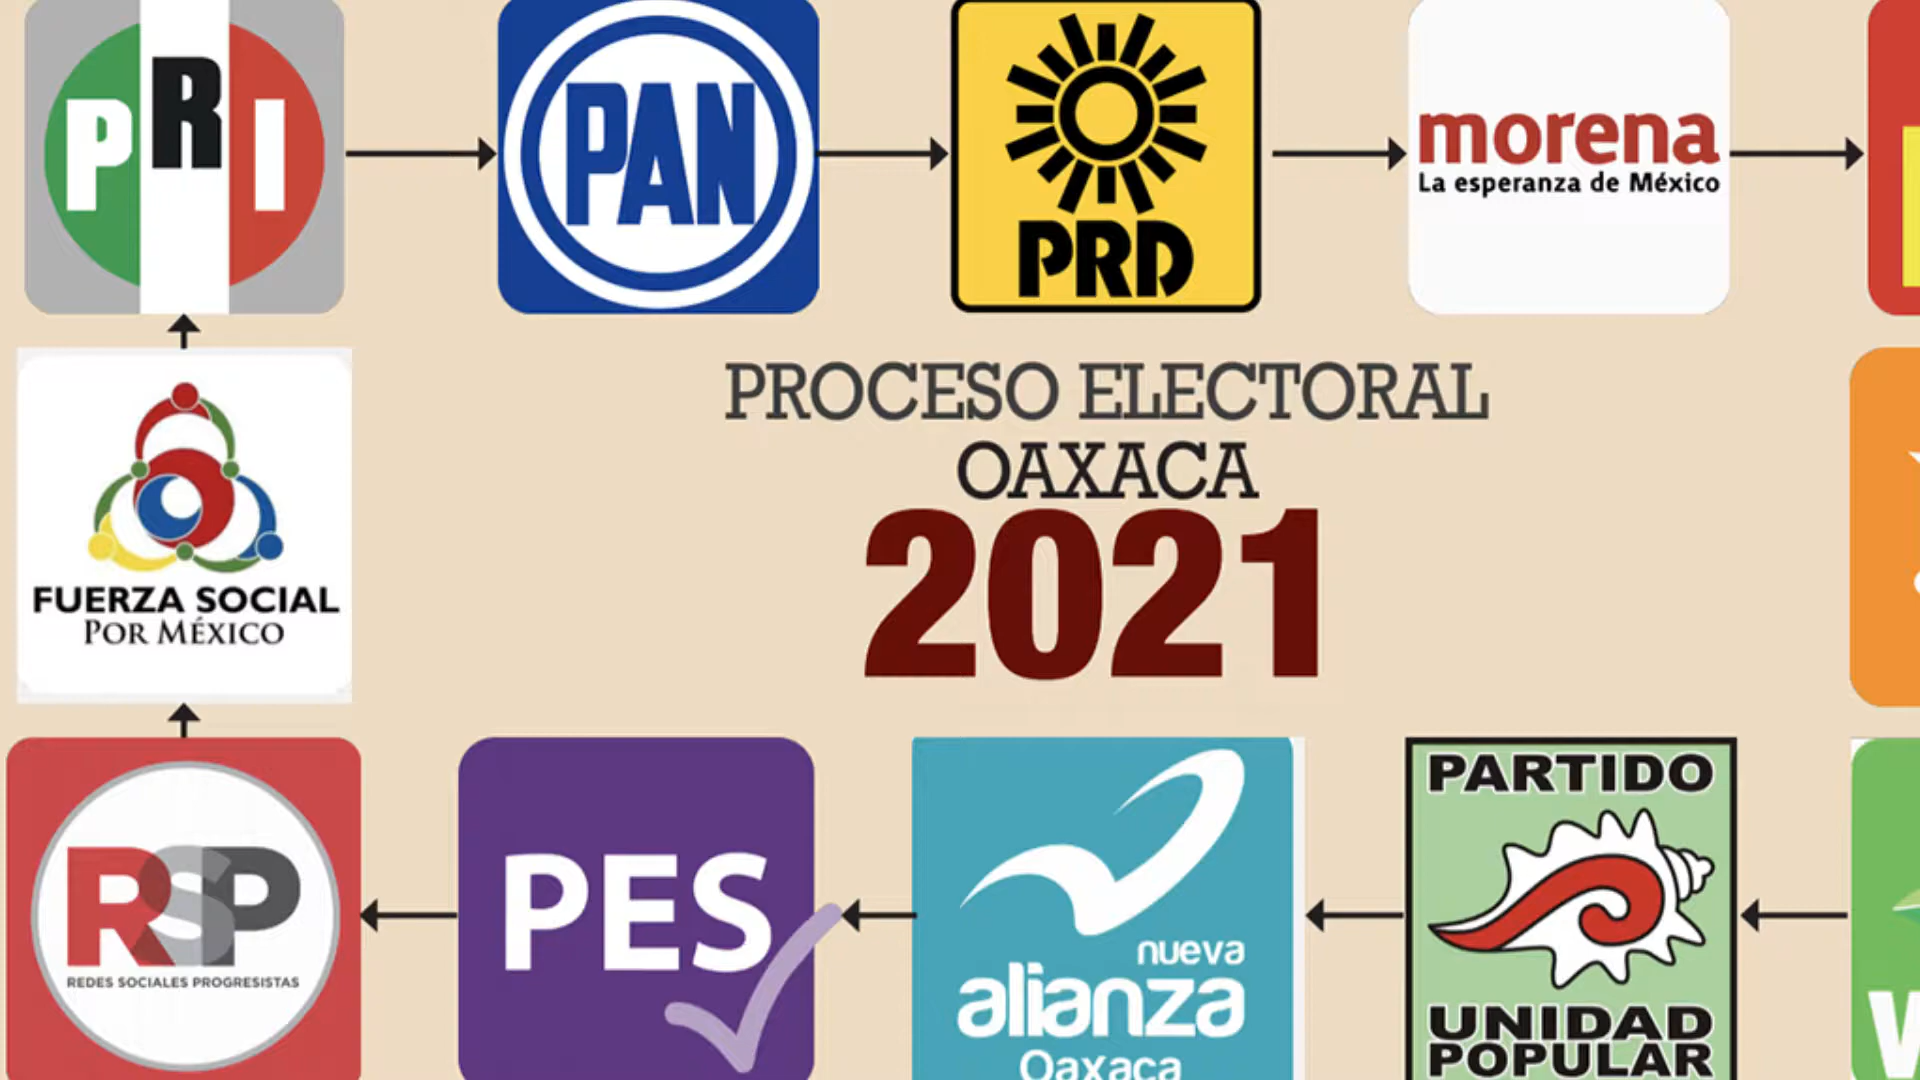 PRI
PAN
PRD
morena
La esperanza de México
PROCESO ELECTORAL
OAXACA
2021
FUERZA SOCIAL
POR MÉXICO
RSP
REDES SOCIALES PROGRESISTAS
PES
nueva
alianza
Oaxaca
PARTIDO
UNIDAD
POPULAR